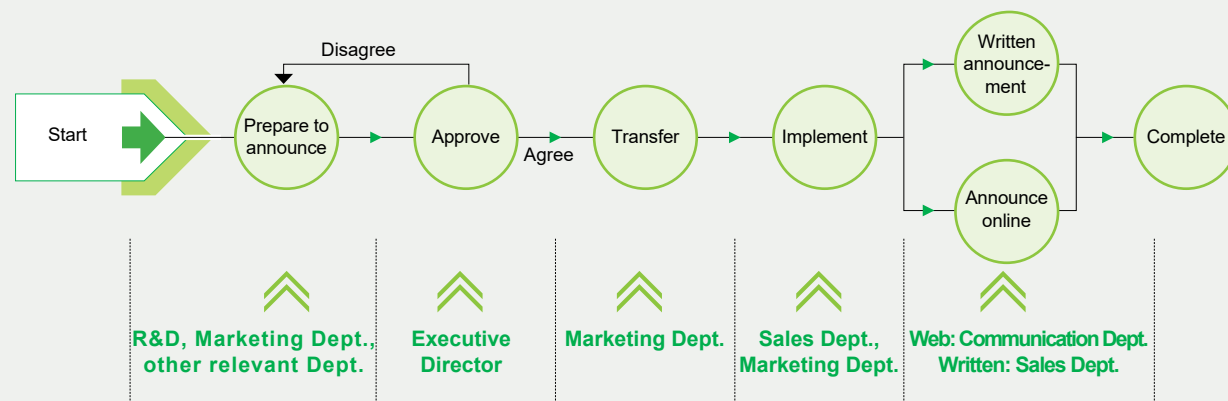 Disagree
Start
Prepare to
announce
Approve
Agree
Transfer
Implement
Written
announce-
ment
Announce
online
Complete
R&D, Marketing Dept.,
other relevant Dept.
Executive
Director
Marketing Dept.
Sales Dept.,
Marketing Dept.
Web: Communication Dept.
Written: Sales Dept.